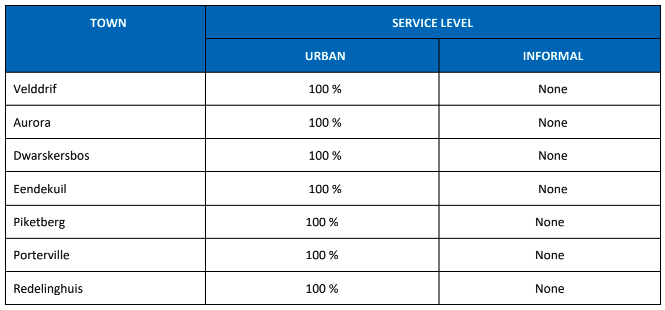 TOWN SERVICE LEVEL
URBAN INFORMAL
Velddrif 100 % None
Aurora 100 % None
Dwarskersbos 100 % None
Eendekuil 100 % None
Piketberg 100 % None
Porterville 100 % None
Redelinghuis 100 % None